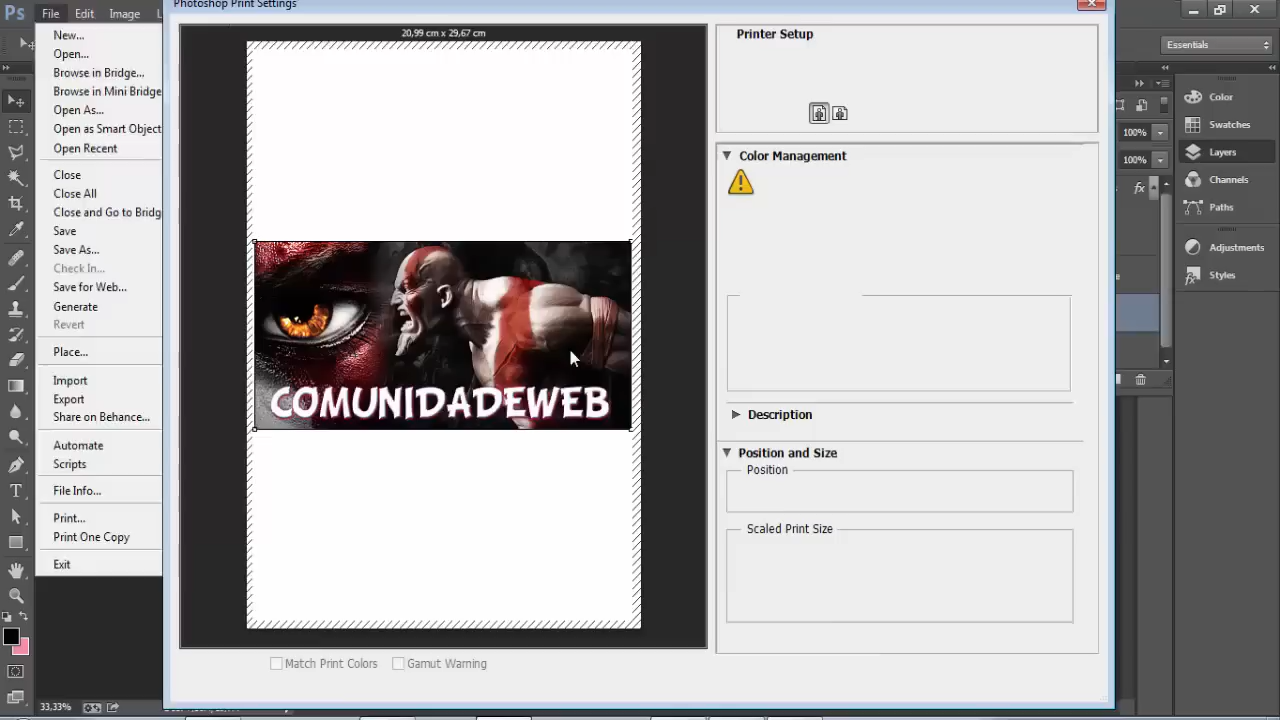 Photoshop Print Settings
Ps File Edit Image
Essentials
New...
Open...
Browse in Bridge...
Browse in Mini Bridge
Open As...
Open as Smart Object
Open Recent
Close
Close All
Close and Go to Bridg
Save
Save As...
Check In...
Save for Web...
Generate
Revert
Place...
Import
Export
Share on Behance...
Automate
Scripts
File Info...
Print...
Print One Copy
Exit
20,99 cm x 29,67 cm
COMUNIDADEWEB
Match Print Colors
Gamut Warning
Printer Setup
Color Management
Description
Position and Size
Position
Scaled Print Size
100%
100%
fx
Color
Swatches
Layers
Channels
Paths
Adjustments
Styles
33,33%